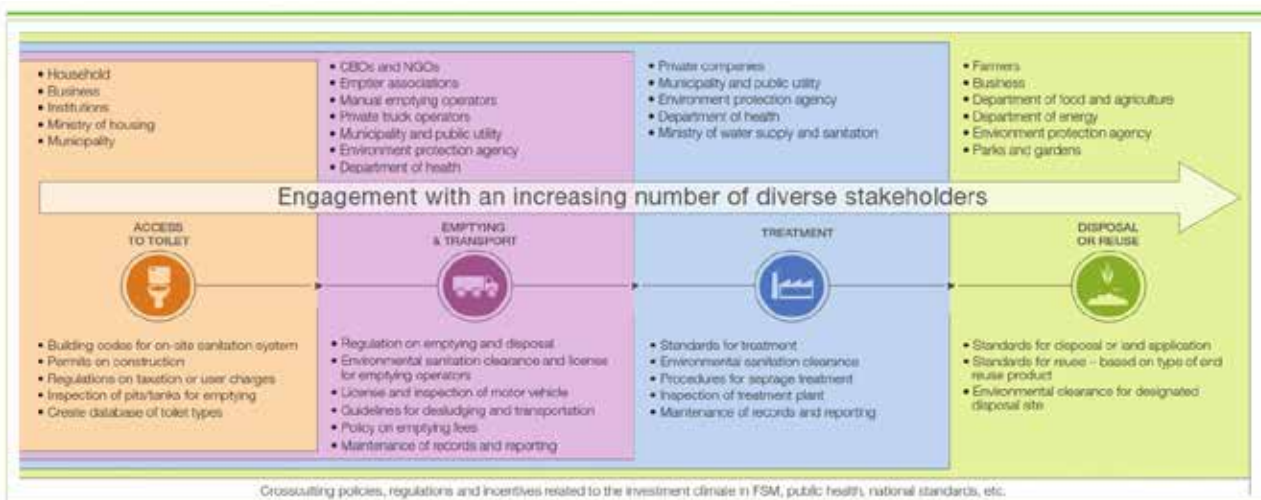 • Household
• Business
• Institutions
• Ministry of housing
• Municipality
• CBOs and NGOs
• Emptier associations
• Manual emptying operators
• Private truck operators
• Municipality and public utility
• Environment protection agency
• Department of health
• Private companies
• Municipality and public utility
• Environment protection agency
• Department of health
• Ministry of water supply and sanitation
• Farmers
• Business
• Department of food and agriculture
• Department of energy
• Environment protection agency
• Parks and gardens
Engagement with an increasing number of diverse stakeholders
ACCESS
TO TOILET
EMPTYING
& TRANSPORT
TREATMENT
DISPOSAL
OR REUSE
• Building codes for on-site sanitation system
• Permits on construction
• Regulations on taxation or user charges
• Inspection of pits/tanks for emptying
• Create database of toilet types
• Regulation on emptying and disposal
• Environmental sanitation clearance and license
for emptying operators
• License and inspection of motor vehicle
• Guidelines for desludging and transportation
• Policy on emptying fees
• Maintenance of records and reporting
• Standards for treatment
• Environmental sanitation clearance
• Procedures for septage treatment
• Inspection of treatment plant
• Maintenance of records and reporting
• Standards for disposal or land application
• Standards for reuse – based on type of end
reuse product
• Environmental clearance for designated
disposal site
Crosscutting policies, regulations and incentives related to the investment climate in FSM, public health, national standards, etc.